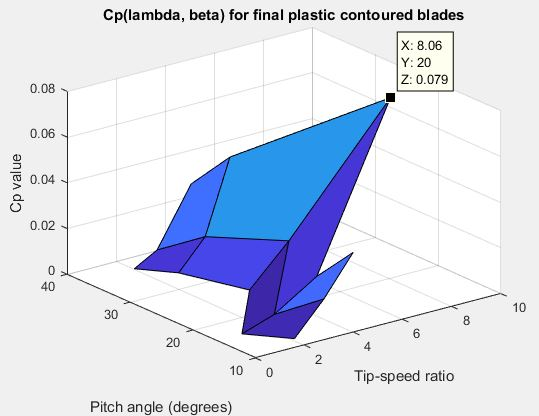 Cp(lambda, beta) for final plastic contoured blades
X: 8.06
Y: 20
Z: 0.079
0.08
0.06
0.04
0.02
0
Cp value
40
30
20
10
Pitch angle (degrees)
0
2
4
6
8
10
Tip-speed ratio